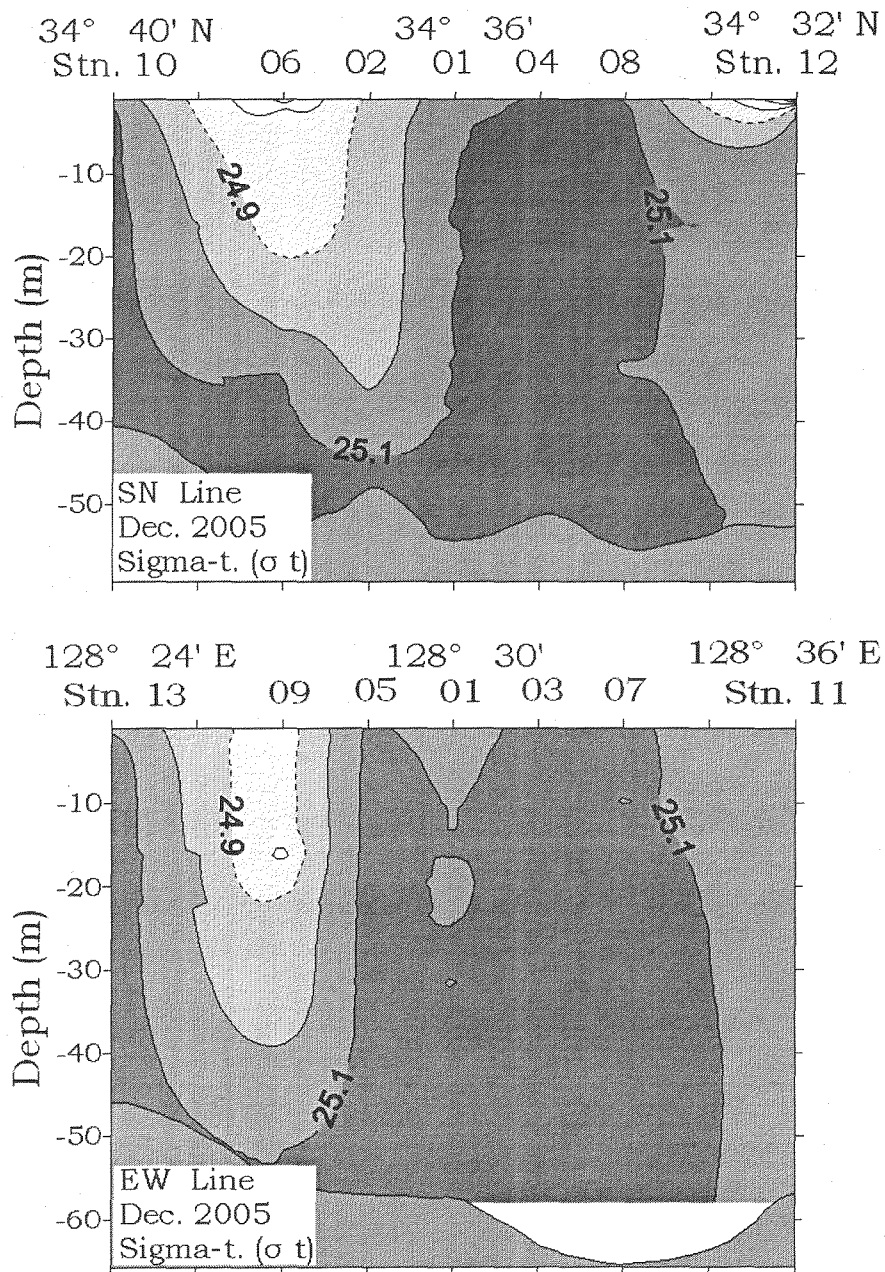 34° 40' N 34° 36' 34° 32' N
Stn. 10 06 02 01 04 08 Stn. 12
-10
-20
-30
-40
-50
Depth (m)
24.9
25.1
25.1
SN Line
Dec. 2005
Sigma-t. (σ t)
128° 24' E 128° 30' 128° 36' E
Stn. 13 09 05 01 03 07 Stn. 11
-10
-20
-30
-40
-50
-60
Depth (m)
24.9
25.1
25.1
EW Line
Dec. 2005
Sigma-t. (σ t)